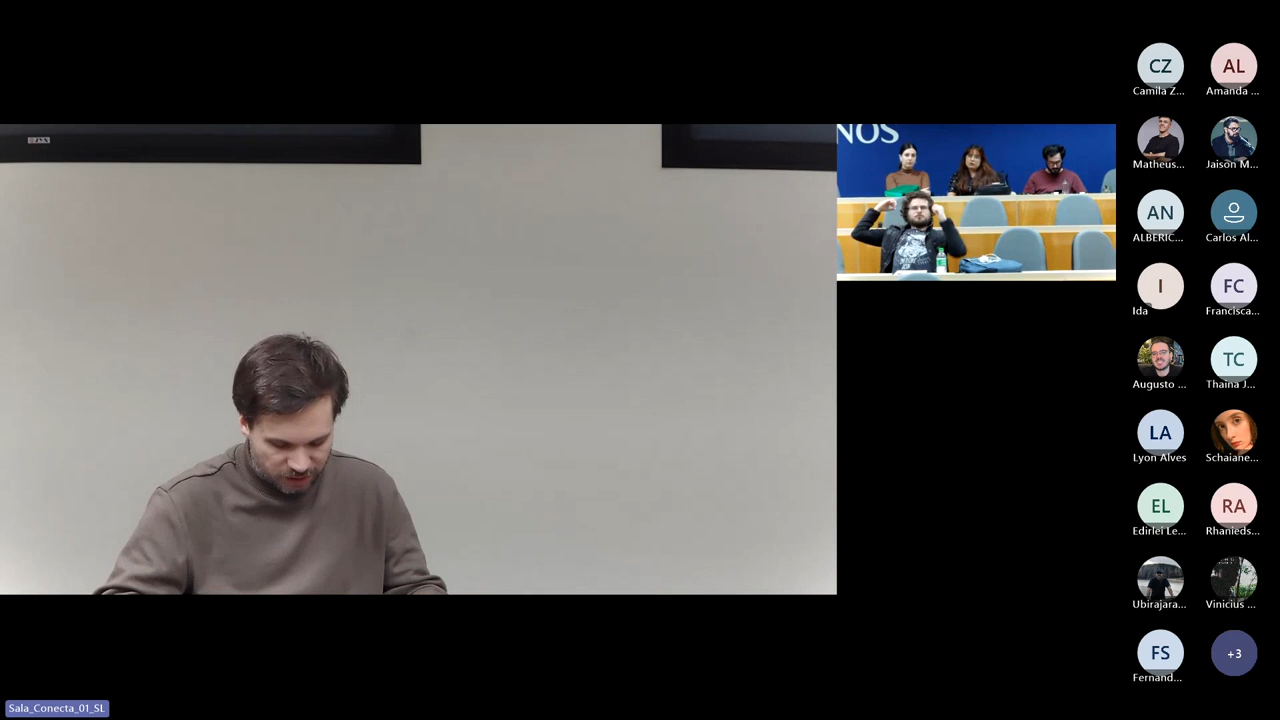 NOS
CZ
Camila Z...
AL
Amanda ...
Matheus...
Jaison M...
AN
ALBERIC...
Carlos Al...
I
Ida
FC
Francisca...
Augusto ...
TC
Thaina J...
LA
Lyon Alves
Schaiane...
EL
Edirlei Le...
RA
Rhanieds...
Ubirajara...
Vinicius ...
FS
Fernand...
+3
Sala_Conecta_01_SL